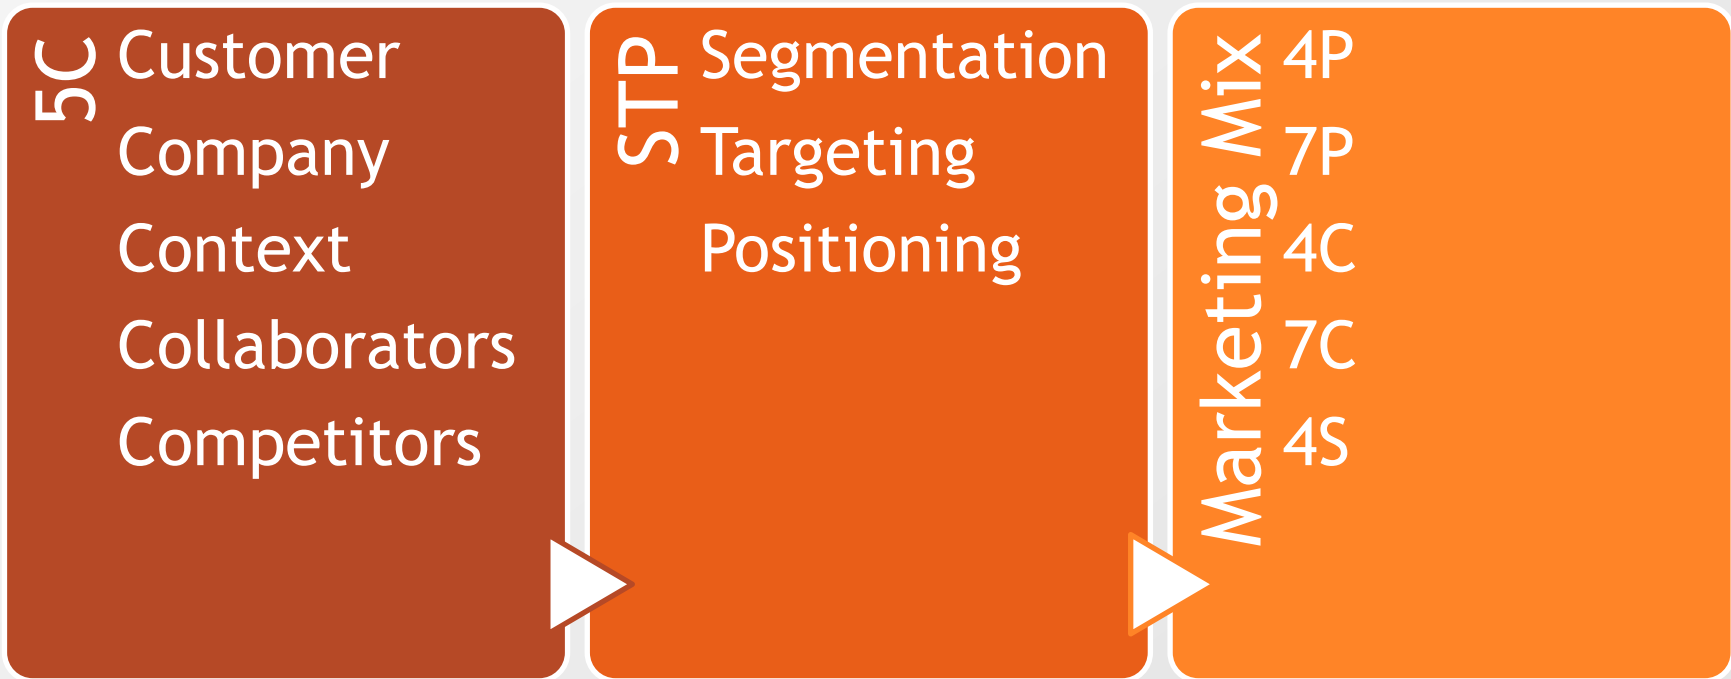 5C
Customer
Company
Context
Collaborators
Competitors
STP
Segmentation
Targeting
Positioning
Marketing Mix
4P
7P
4C
7C
4S